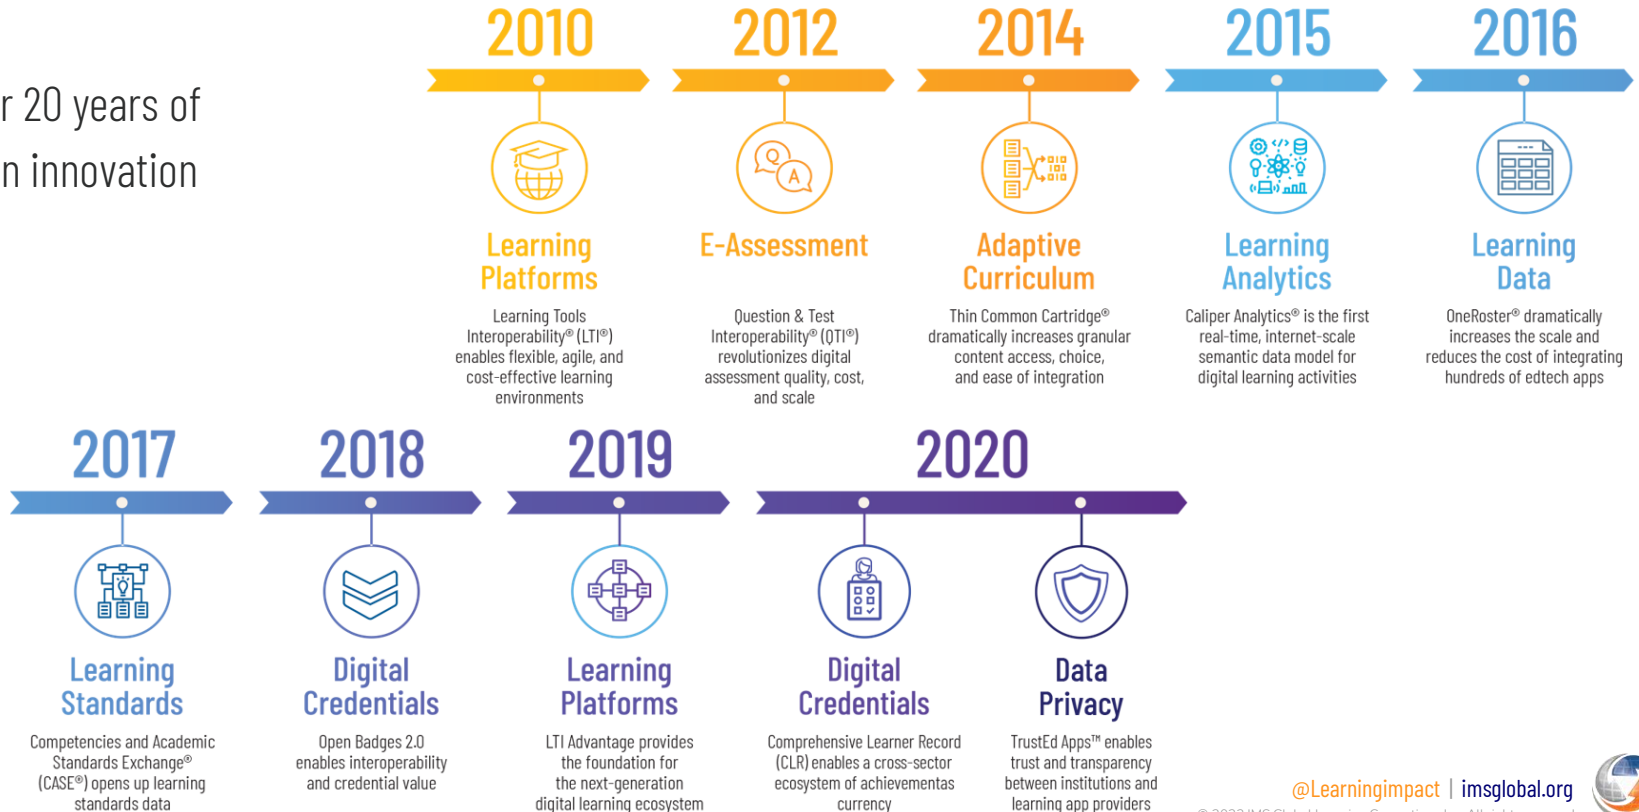 r 20 years of
n innovation
2010
Learning
Platforms
Learning Tools
Interoperability® (LTI®)
enables flexible, agile, and
cost-effective learning
environments
2012
Q
A
E-Assessment
Question & Test
Interoperability® (QTI®)
revolutionizes digital
assessment quality, cost,
and scale
2014
Adaptive
Curriculum
Thin Common Cartridge®
dramatically increases granular
content access, choice,
and ease of integration
2015
Learning
Analytics
Caliper Analytics® is the first
real-time, internet-scale
semantic data model for
digital learning activities
2016
Learning
Data
OneRoster® dramatically
increases the scale and
reduces the cost of integrating
hundreds of edtech apps
2017
Learning
Standards
Competencies and Academic
Standards Exchange®
(CASE®) opens up learning
standards data
2018
Digital
Credentials
Open Badges 2.0
enables interoperability
and credential value
2019
Learning
Platforms
LTI Advantage provides
the foundation for
the next-generation
digital learning ecosystem
2020
Digital
Credentials
Comprehensive Learner Record
(CLR) enables a cross-sector
ecosystem of achievementas
currency
Data
Privacy
TrustEd Apps™ enables
trust and transparency
between institutions and
learning app providers
@Learningimpact | imsglobal.org